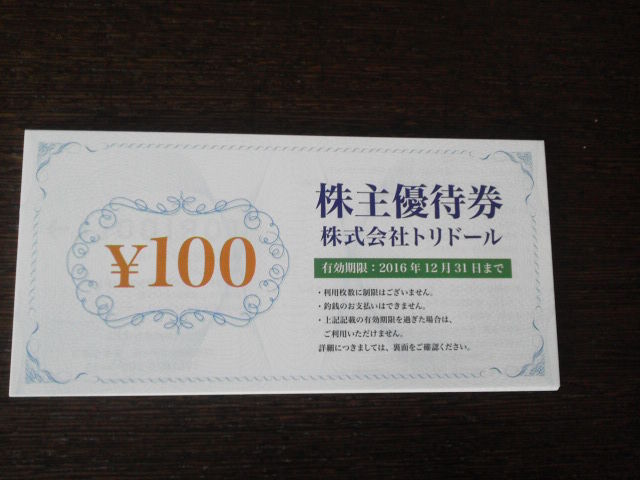 株主優待券
株式会社トリドール
¥100
有効期限：2016年12月31日まで
・利用枚数に制限はございません。
・釣銭のお支払いはできません。
・上記記載の有効期限を過ぎた場合は、
ご利用いただけません。
詳細につきましては、裏面をご確認ください。